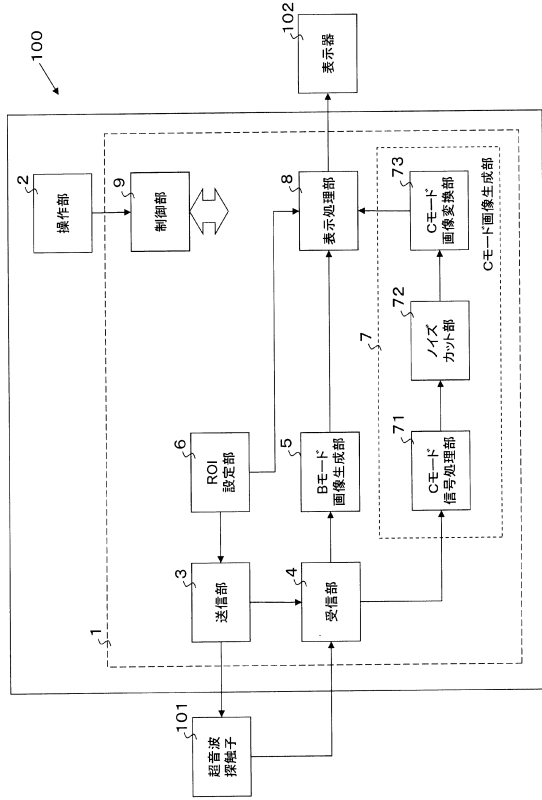 100
2
操作部
9
制御部
102
表示器
8
表示処理部
6
ROI
設定部
3
送信部
1
101
超音波
探触子
4
受信部
5
Bモード
画像生成部
7
71
Cモード
信号処理部
72
ノイズ
カット部
73
Cモード
画像変換部
Cモード画像生成部